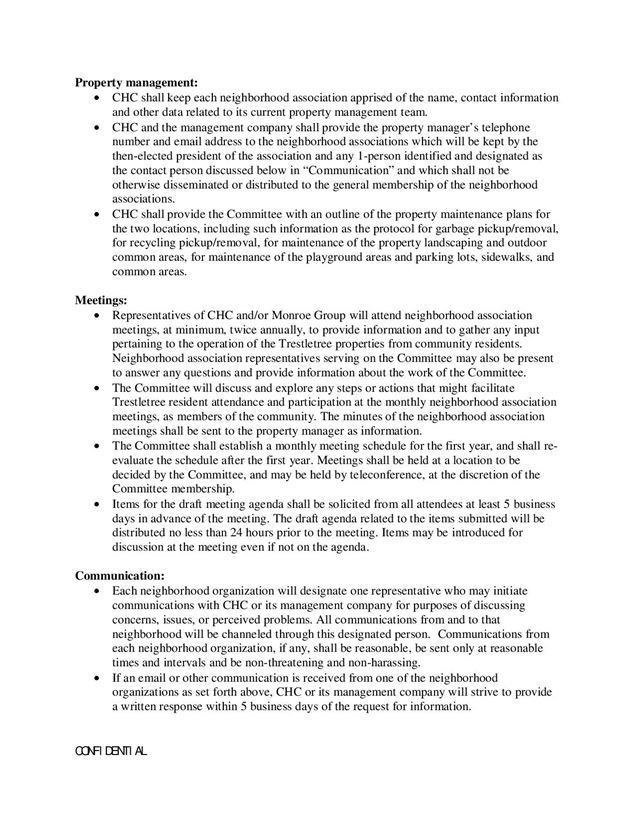 Property management:
• CHC shall keep each neighborhood association apprised of the name, contact information
and other data related to its current property management team.
• CHC and the management company shall provide the property manager's telephone
number and email address to the neighborhood associations which will be kept by the
then-elected president of the association and any 1-person identified and designated as
the contact person discussed below in “Communication” and which shall not be
otherwise disseminated or distributed to the general membership of the neighborhood
associations.
• CHC shall provide the Committee with an outline of the property maintenance plans for
the two locations, including such information as the protocol for garbage pickup/removal,
for recycling pickup/removal, for maintenance of the property landscaping and outdoor
common areas, for maintenance of the playground areas and parking lots, sidewalks, and
common areas.
Meetings:
• Representatives of CHC and/or Monroe Group will attend neighborhood association
meetings, at minimum, twice annually, to provide information and to gather any input
pertaining to the operation of the Trestletree properties from community residents.
Neighborhood association representatives serving on the Committee may also be present
to answer any questions and provide information about the work of the Committee.
• The Committee will discuss and explore any steps or actions that might facilitate
Trestletree resident attendance and participation at the monthly neighborhood association
meetings, as members of the community. The minutes of the neighborhood association
meetings shall be sent to the property manager as information.
• The Committee shall establish a monthly meeting schedule for the first year, and shall re-
evaluate the schedule after the first year. Meetings shall be held at a location to be
decided by the Committee, and may be held by teleconference, at the discretion of the
Committee membership.
• Items for the draft meeting agenda shall be solicited from all attendees at least 5 business
days in advance of the meeting. The draft agenda related to the items submitted will be
distributed no less than 24 hours prior to the meeting. Items may be introduced for
discussion at the meeting even if not on the agenda.
Communication:
• Each neighborhood organization will designate one representative who may initiate
communications with CHC or its management company for purposes of discussing
concerns, issues, or perceived problems. All communications from and to that
neighborhood will be channeled through this designated person. Communications from
each neighborhood organization, if any, shall be reasonable, be sent only at reasonable
times and intervals and be non-threatening and non-harassing.
• If an email or other communication is received from one of the neighborhood
organizations as set forth above, CHC or its management company will strive to provide
a written response within 5 business days of the request for information.
CONFIDENTIAL